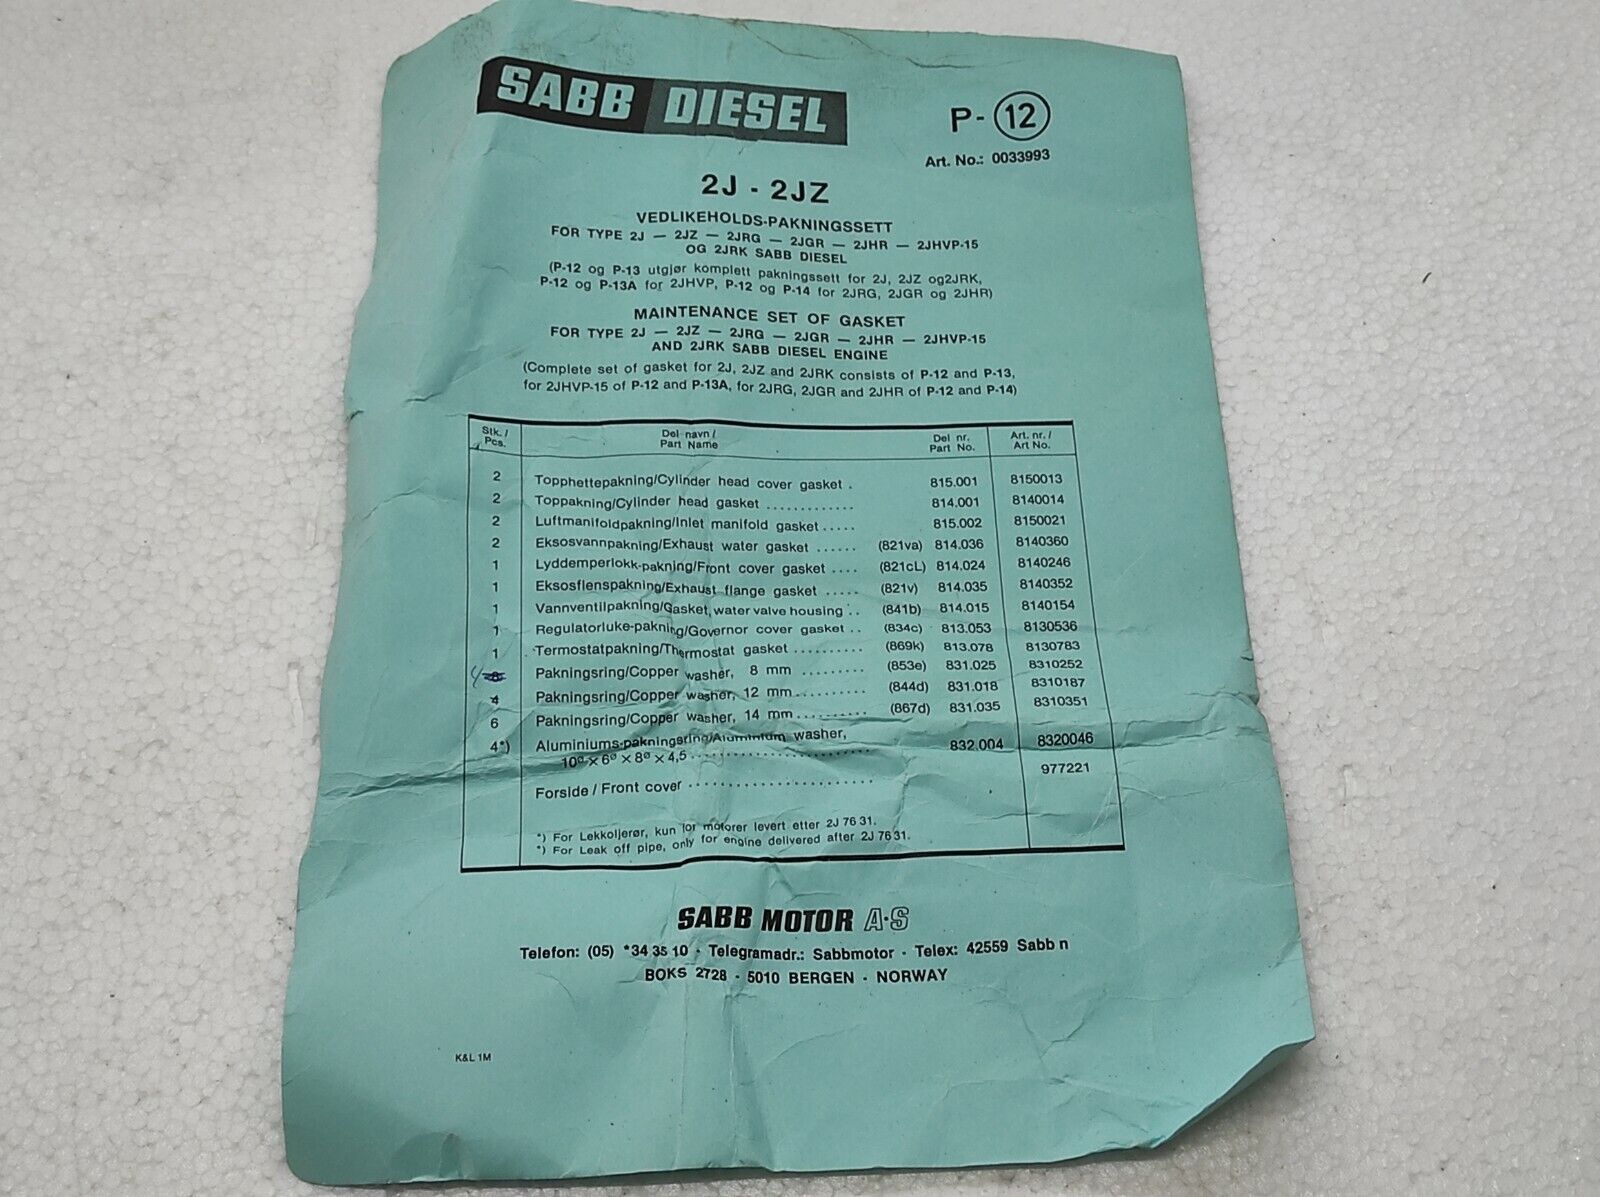 SABB DIESEL
P- 12
Art. No.: 0033993
2J - 2JZ
VEDLIKEHOLDS-PAKNINGSSETT
FOR TYPE 2J — 2JZ — 2JRG — 2JGR — 2JHR — 2JHVP-15
OG 2JRK SABB DIESEL
(P-12 og P-13 utgjør komplett pakningssett for 2J, 2JZ og2JRK,
P-12 og P-13A for 2JHVP, P-12 og P-14 for 2JRG, 2JGR og 2JHR)
MAINTENANCE SET OF GASKET
FOR TYPE 2J — 2JZ — 2JRG — 2JGR — 2JHR — 2JHVP-15
AND 2JRK SABB DIESEL ENGINE
(Complete set of gasket for 2J, 2JZ and 2JRK consists of P-12 and P-13,
for 2JHVP-15 of P-12 and P-13A, for 2JRG, 2JGR and 2JHR of P-12 and P-14)
Stk. / Pcs. Del navn / Part Name Del nr. Part No. Art. nr. / Art No.
2 Topphettepakning/Cylinder head cover gasket . 815.001 8150013
2 Toppakning/Cylinder head gasket ............. 814.001 8140014
2 Luftmanifoldpakning/Inlet manifold gasket ..... 815.002 8150021
2 Eksosvannpakning/Exhaust water gasket ...... (821va) 814.036 8140360
1 Lyddemperlokk-pakning/Front cover gasket .... (821cL) 814.024 8140246
1 Eksosflenspakning/Exhaust flange gasket ..... (821v) 814.035 8140352
1 Vannventilpakning/Gasket, water valve housing .. (841b) 814.015 8140154
1 Regulatorluke-pakning/Governor cover gasket .. (834c) 813.053 8130536
1 Termostatpakning/Thermostat gasket .......... (869k) 813.078 8130783
4 Pakningsring/Copper washer, 8 mm ......... (853e) 831.025 8310252
4 Pakningsring/Copper washer, 12 mm .......... (844d) 831.018 8310187
6 Pakningsring/Copper washer, 14 mm .......... (867d) 831.035 8310351
4*) Aluminiums-pakningsring/Aluminium washer,
10ø × 6ø × 8ø × 4,5 ......................... 832.004 8320046
Forside / Front cover ......................... 977221
*) For Lekkoljerør, kun for motorer levert etter 2J 76 31.
*) For Leak off pipe, only for engine delivered after 2J 76 31.
SABB MOTOR A·S
Telefon: (05) *34 35 10 · Telegramadr.: Sabbmotor · Telex: 42559 Sabb n
BOKS 2728 - 5010 BERGEN - NORWAY
K&L 1M